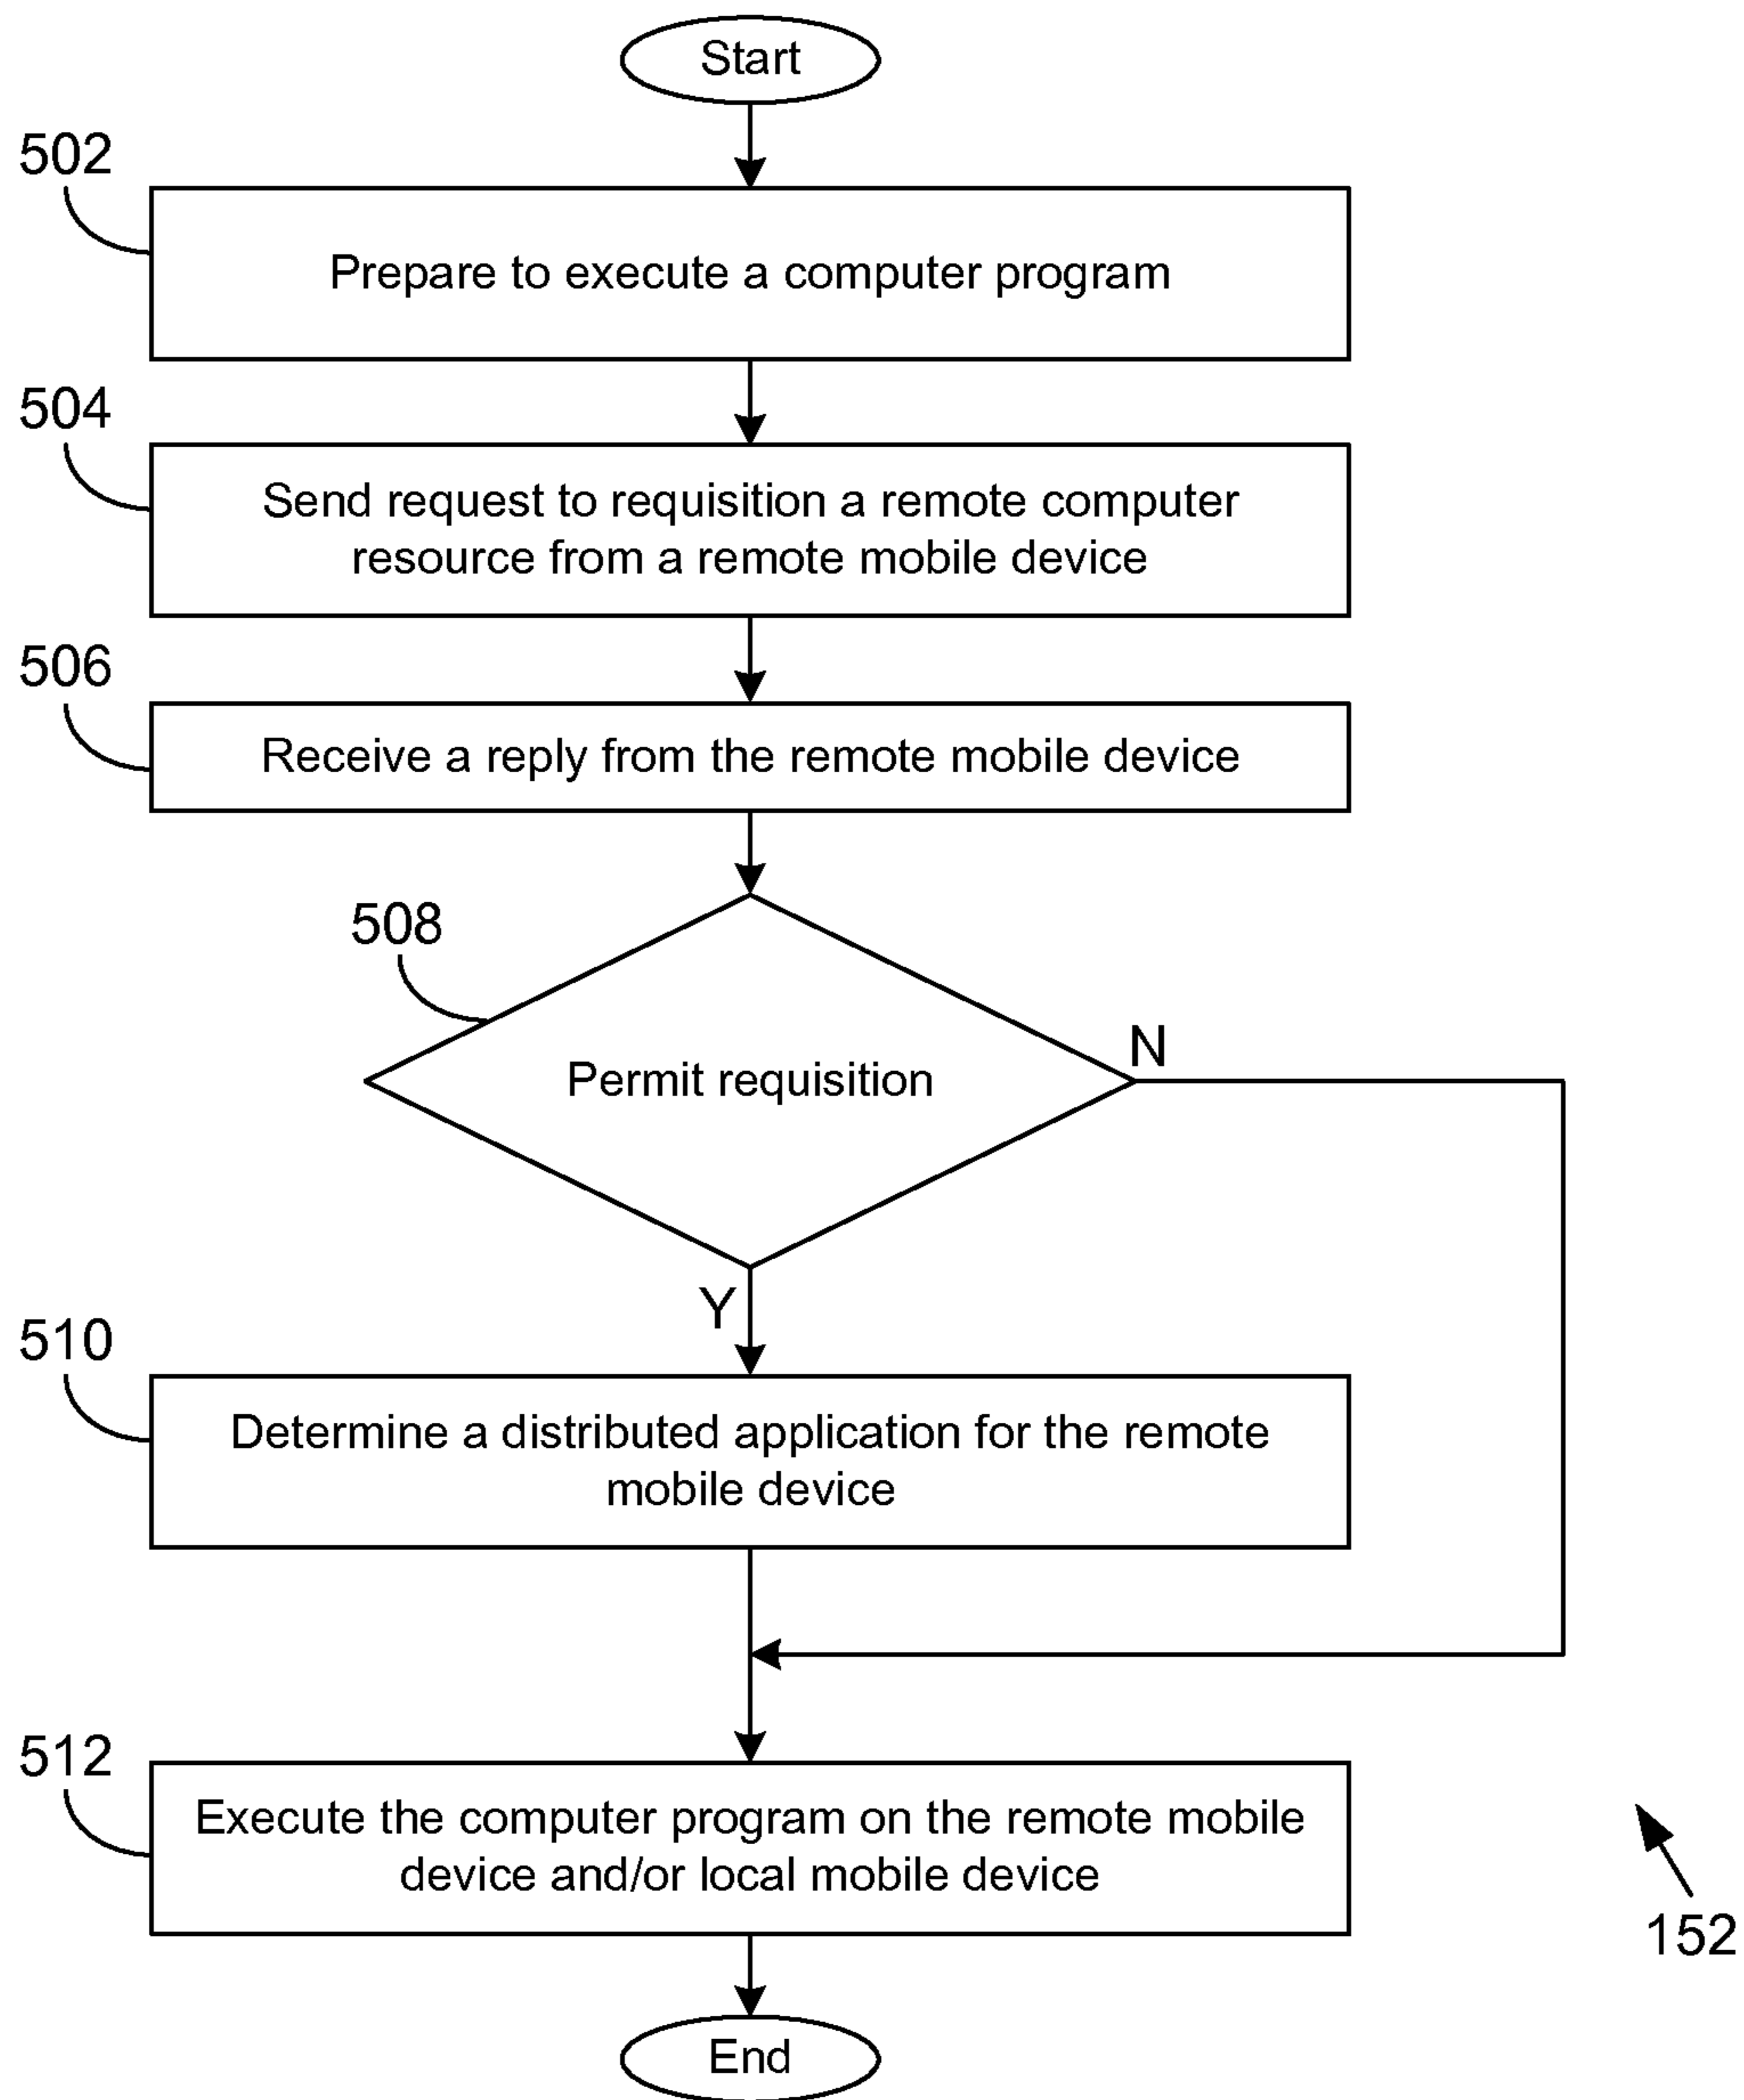 Start
502
Prepare to execute a computer program
504
Send request to requisition a remote computer
resource from a remote mobile device
506
Receive a reply from the remote mobile device
508
Permit requisition
N
Y
510
Determine a distributed application for the remote
mobile device
512
Execute the computer program on the remote mobile
device and/or local mobile device
152
End